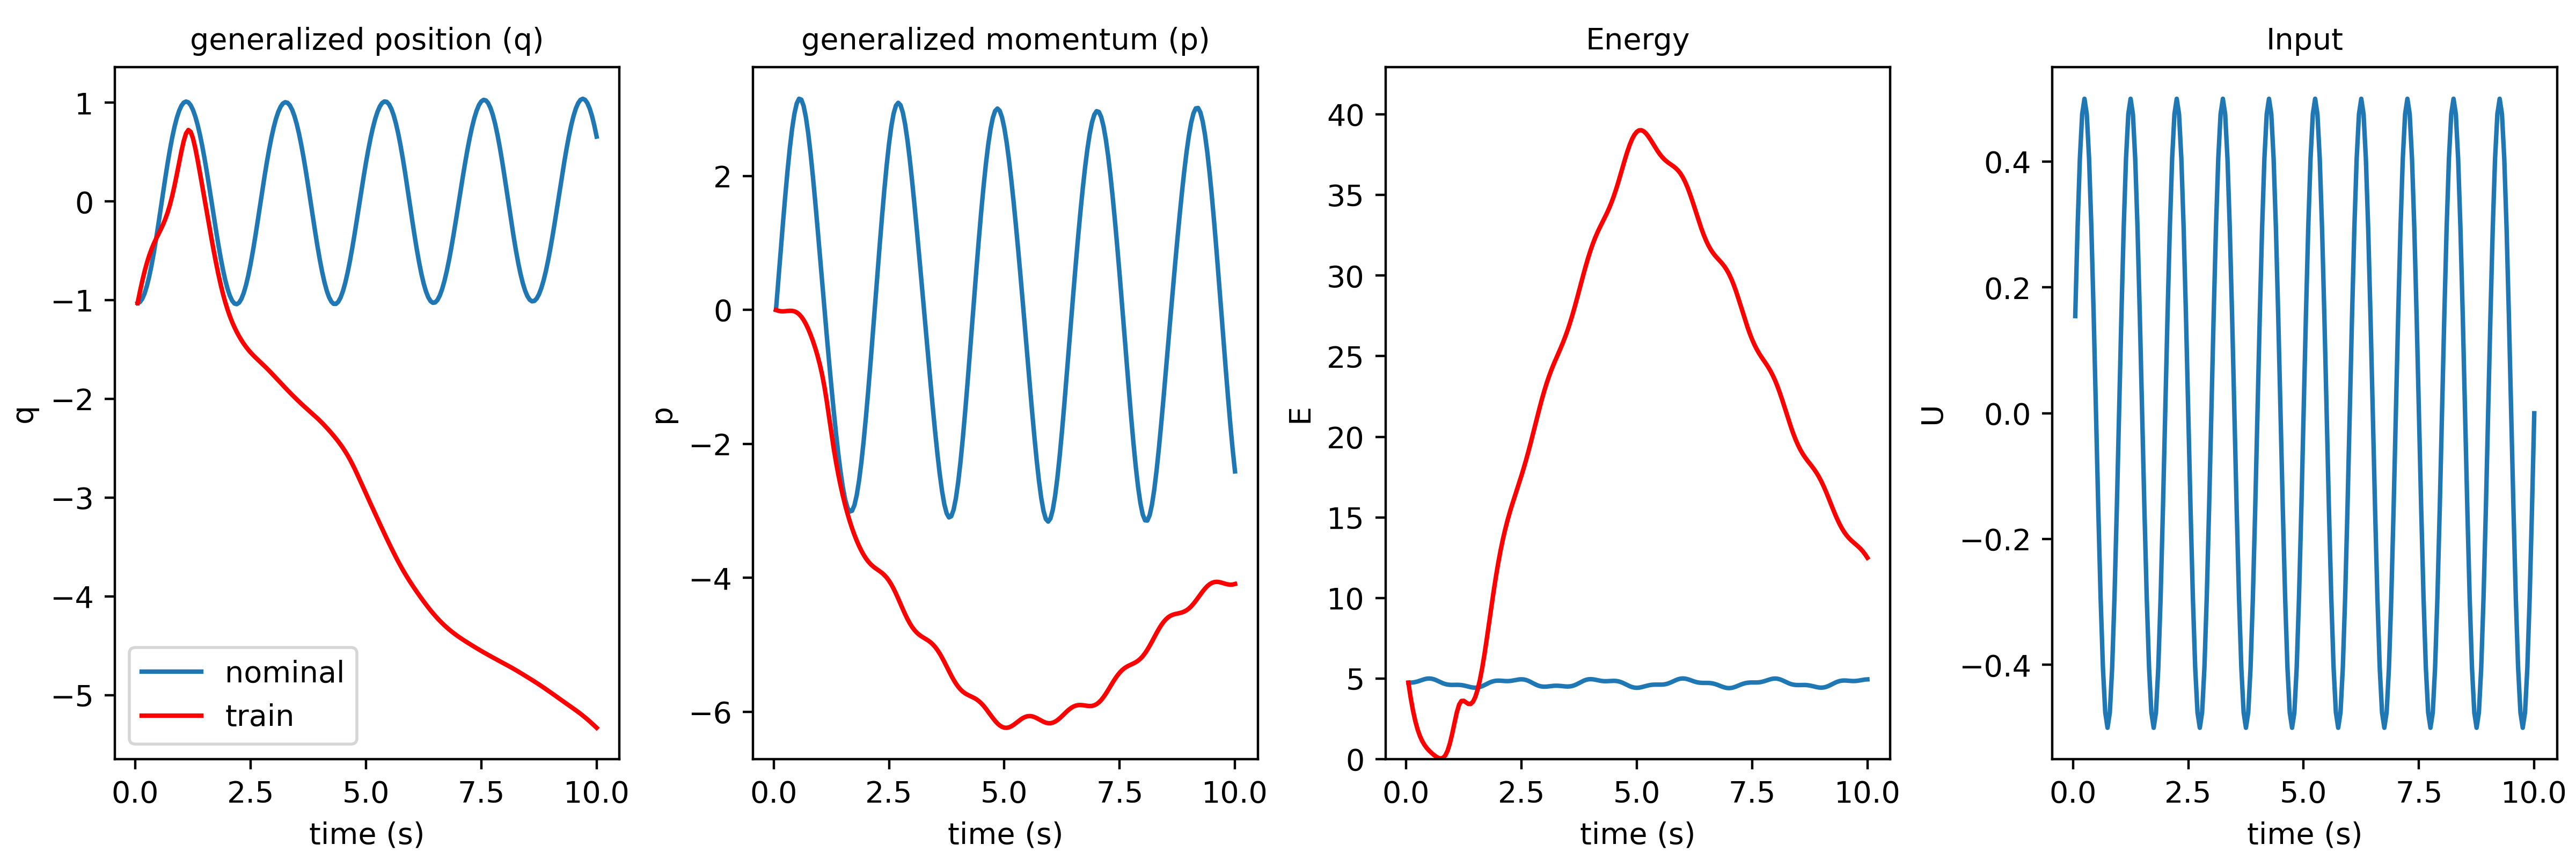 generalized position (q)
q
1
0
−1
−2
−3
−4
−5
nominal
train
0.0 2.5 5.0 7.5 10.0
time (s)
generalized momentum (p)
p
2
0
−2
−4
−6
0.0 2.5 5.0 7.5 10.0
time (s)
Energy
E
40
35
30
25
20
15
10
5
0
0.0 2.5 5.0 7.5 10.0
time (s)
Input
U
0.4
0.2
0.0
−0.2
−0.4
0.0 2.5 5.0 7.5 10.0
time (s)